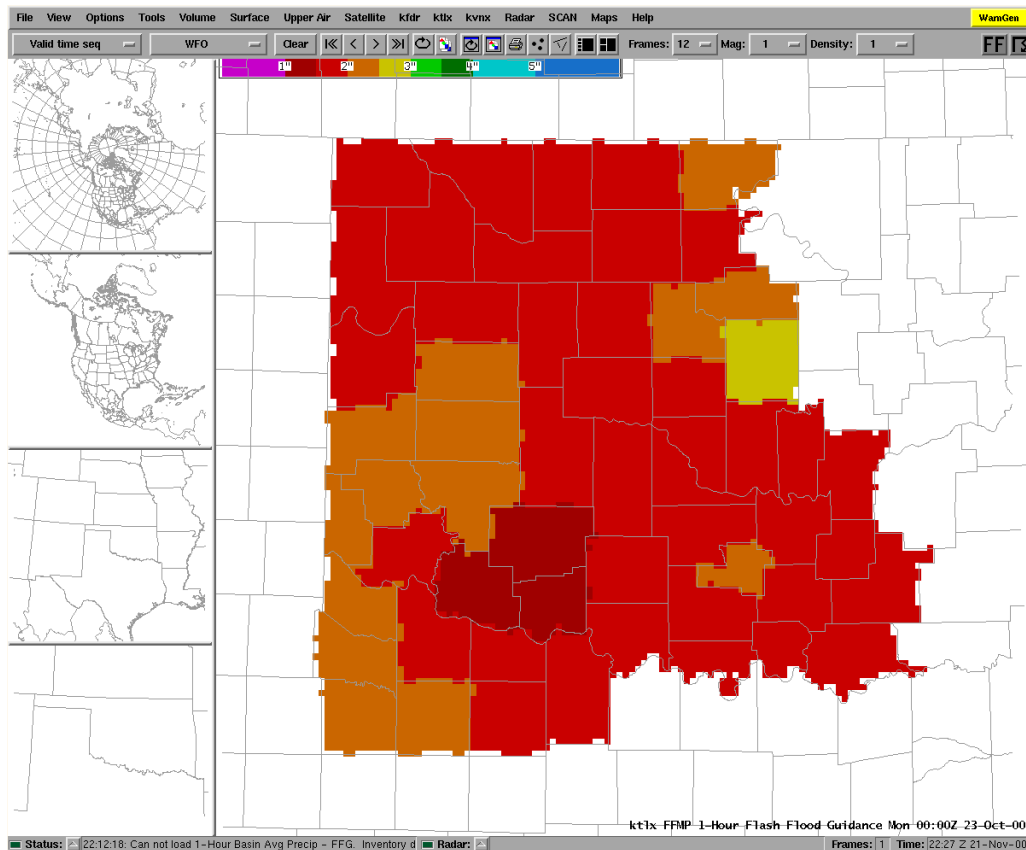 File View Options Tools Volume Surface Upper Air Satellite kfdr ktlx kvnx Radar SCAN Maps Help WarnGen
Valid time seq WFO Clear Frames: 12 Mag: 1 Density: 1 FF
1" 2" 3" 4" 5"
ktlx FFMP 1-Hour Flash Flood Guidance Mon 00:00Z 23-Oct-00
Status: 22:12:18: Can not load 1-Hour Basin Avg Precip - FFG. Inventory d Radar: Frames: 1 Time: 22:27 Z 21-Nov-00